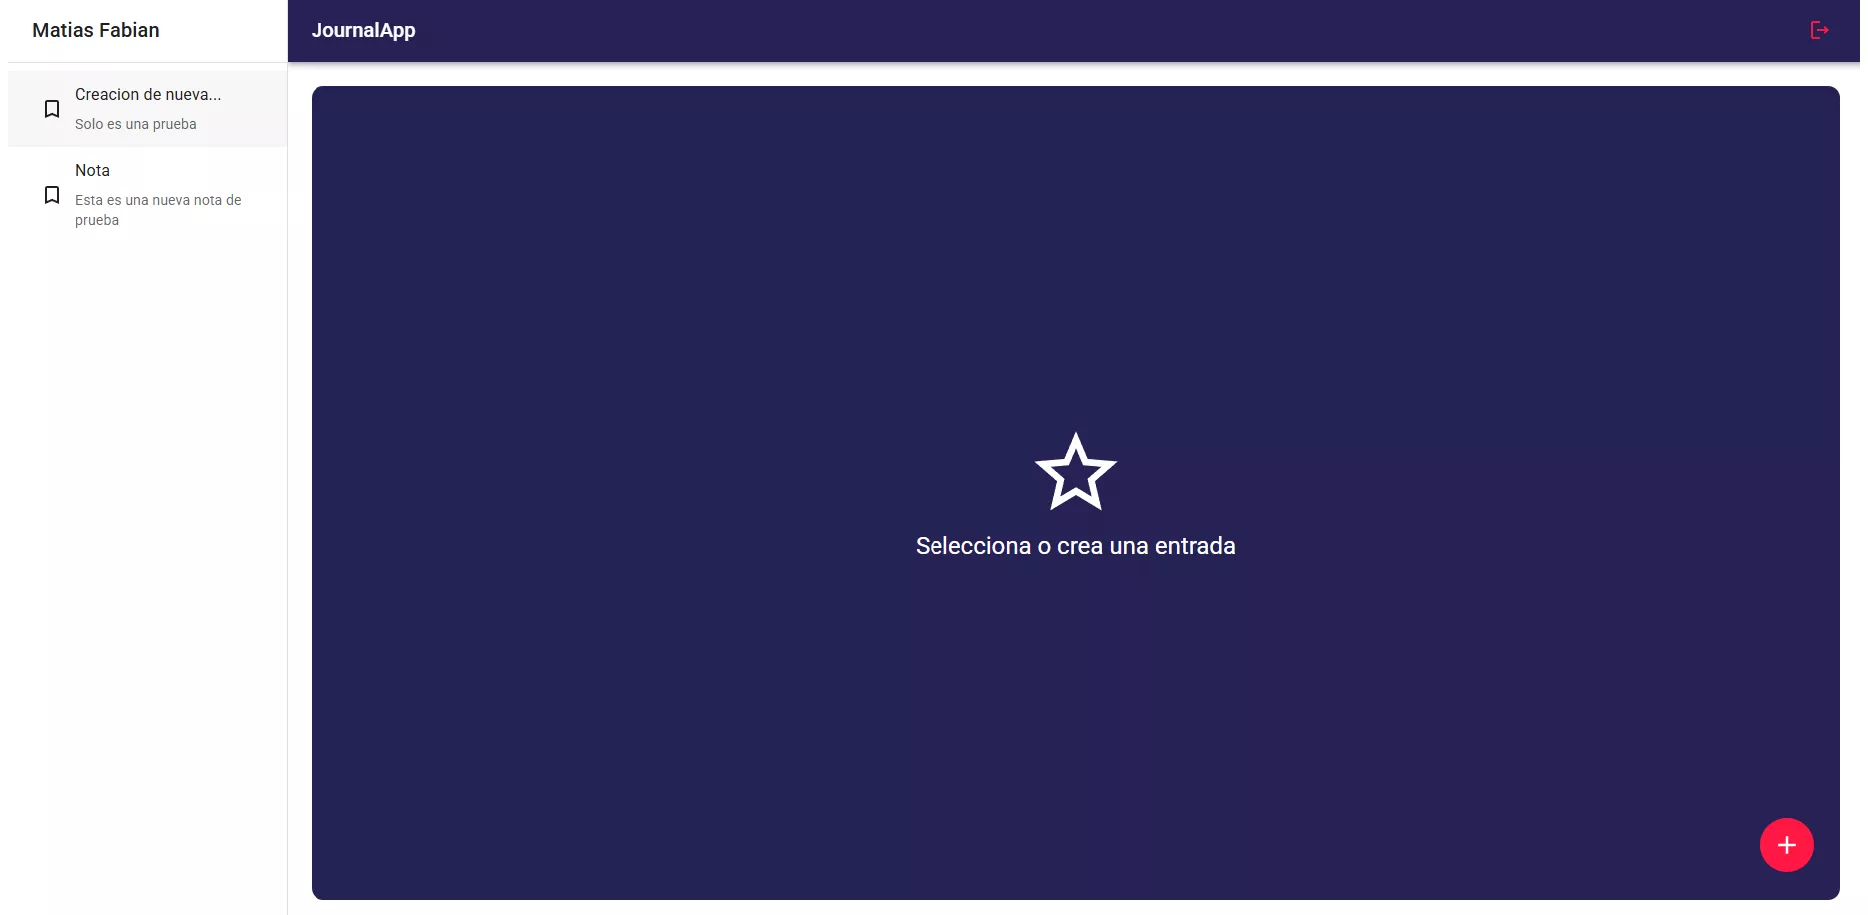 Matias Fabian
JournalApp
Creacion de nueva...
Solo es una prueba
Nota
Esta es una nueva nota de
prueba
Selecciona o crea una entrada